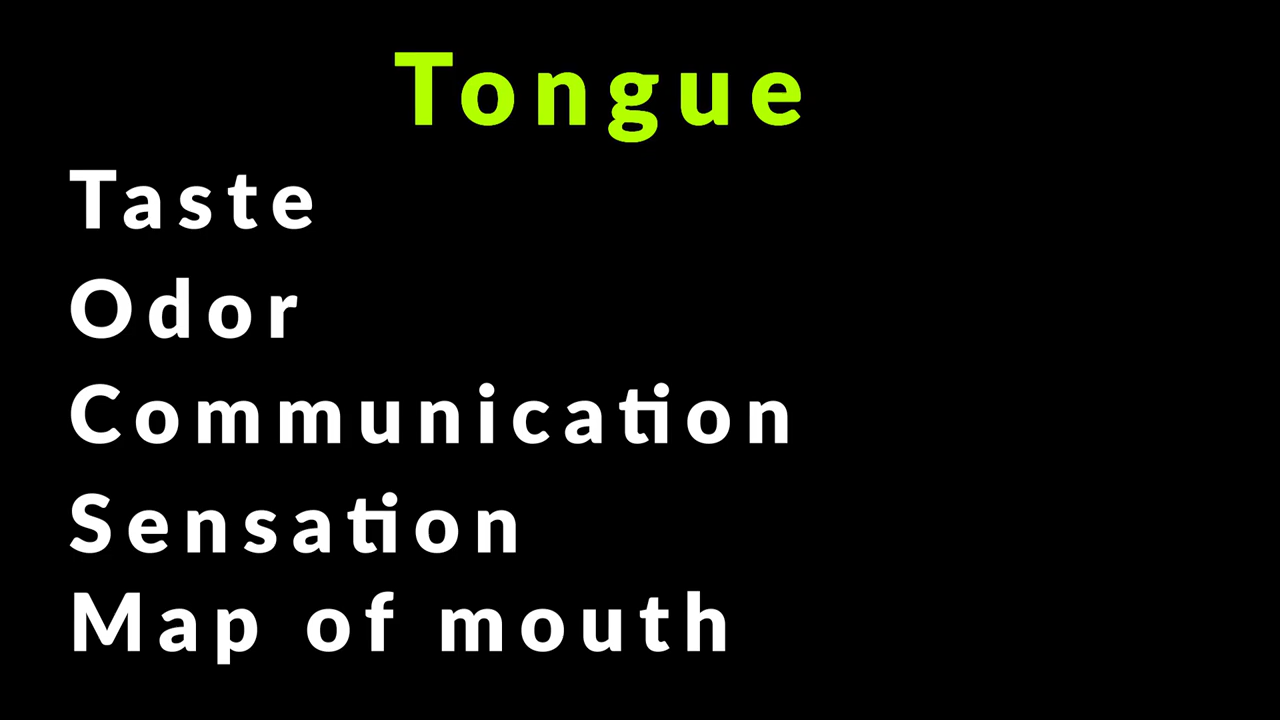 Tongue
Taste
Odor
Communication
Sensation
Map of mouth